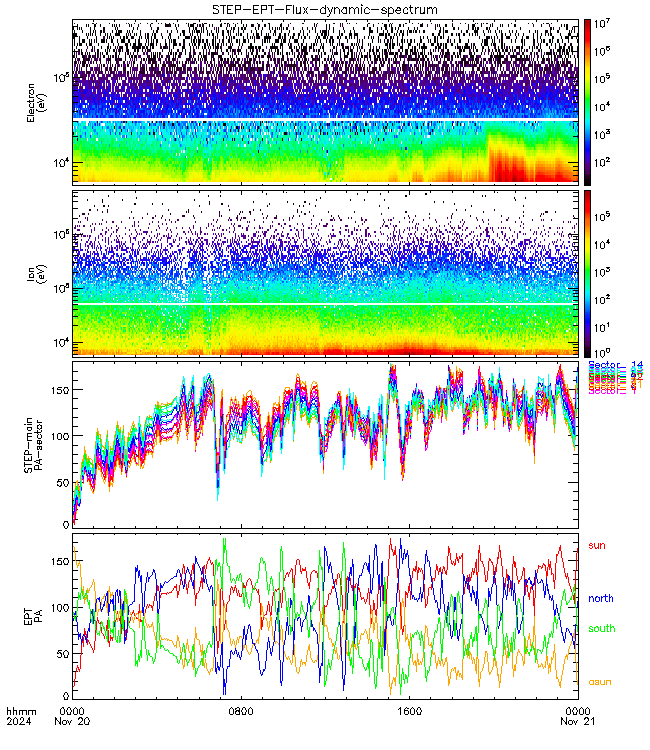 STEP-EPT-Flux-dynamic-spectrum
Electron
(eV)
10^5
10^4
10^7
10^6
10^5
10^4
10^3
10^2
Ion
(eV)
10^6
10^5
10^4
10^5
10^4
10^3
10^2
10^1
10^0
STEP-main
PA-sector
150
100
50
0
Sector 14
EPT
PA
150
100
50
0
sun
north
south
asun
hhmm
2024
0000
0800
1600
0000
Nov 20
Nov 21